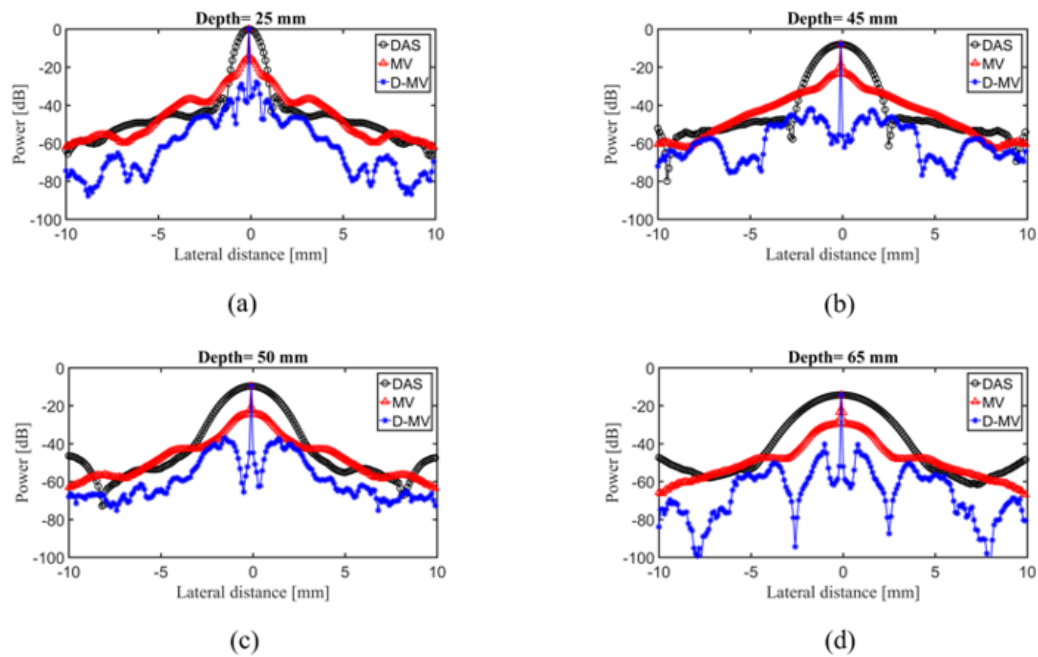 Depth= 25 mm
0
-20
-40
-60
-80
-100
Power [dB]
DAS
MV
D-MV
-10 -5 0 5 10
Lateral distance [mm]
(a)
Depth= 45 mm
0
-20
-40
-60
-80
-100
Power [dB]
DAS
MV
D-MV
-10 -5 0 5 10
Lateral distance [mm]
(b)
Depth= 50 mm
0
-20
-40
-60
-80
-100
Power [dB]
DAS
MV
D-MV
-10 -5 0 5 10
Lateral distance [mm]
(c)
Depth= 65 mm
0
-20
-40
-60
-80
-100
Power [dB]
DAS
MV
D-MV
-10 -5 0 5 10
Lateral distance [mm]
(d)